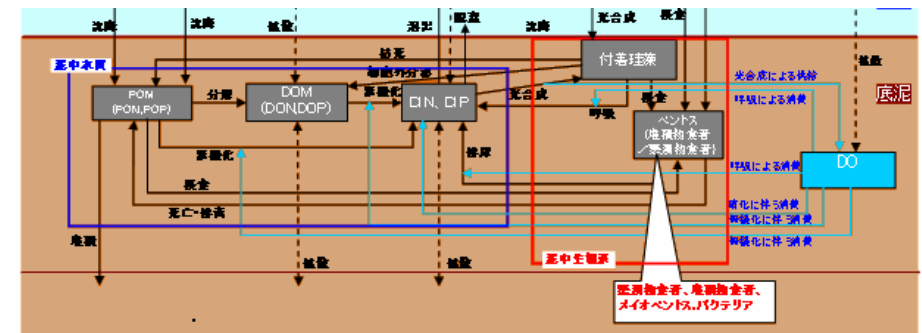 沈降
沈降
拡散
溶出
沈降
光合成
摂食
拡散
枯死
付着珪藻
泥中水質
細胞外分泌
光合成による供給
POM
(PON,POP)
分解
DOM
(DON,DOP)
無機化
DIN、DIP
光合成
呼吸
摂食
呼吸による消費
底泥
ベントス
(堆積物食者
/懸濁物食者)
無機化
排尿
呼吸による消費
DO
摂食
死亡・排糞
硝化に伴う消費
無機化に伴う消費
無機化に伴う消費
堆積
拡散
拡散
泥中生態系
懸濁物食者、堆積物食者、
メイオベントス、バクテリア